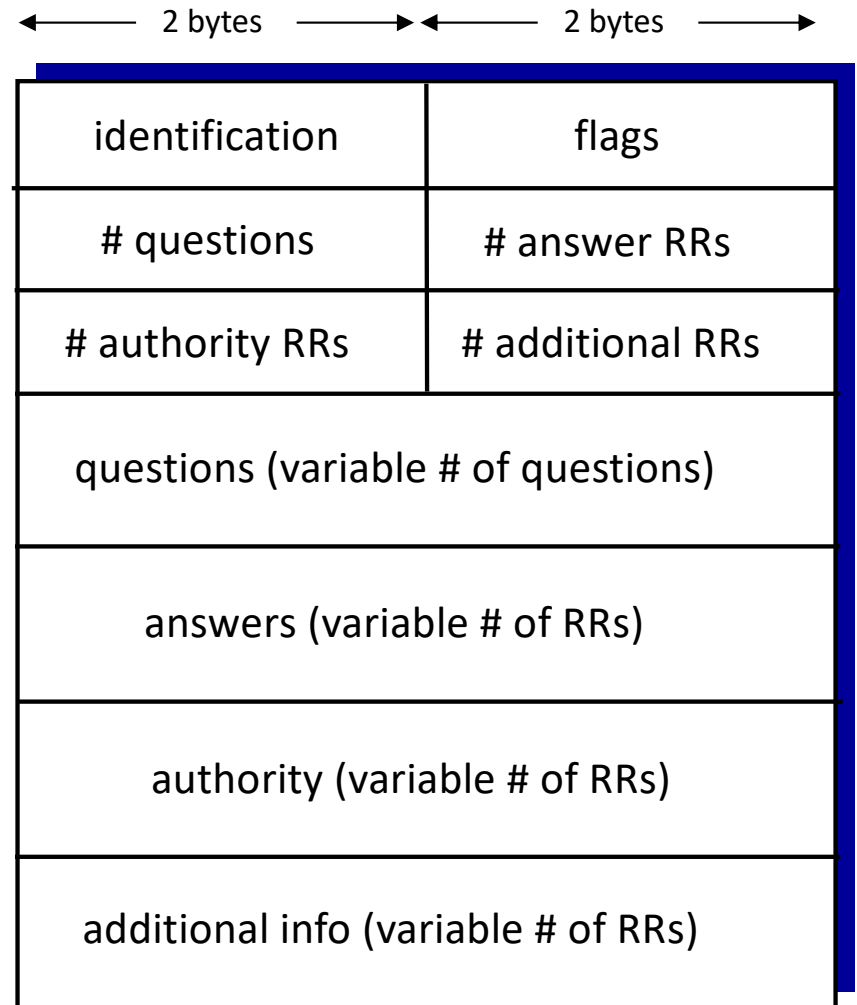 2 bytes 2 bytes
identification flags
# questions # answer RRs
# authority RRs # additional RRs
questions (variable # of questions)
answers (variable # of RRs)
authority (variable # of RRs)
additional info (variable # of RRs)